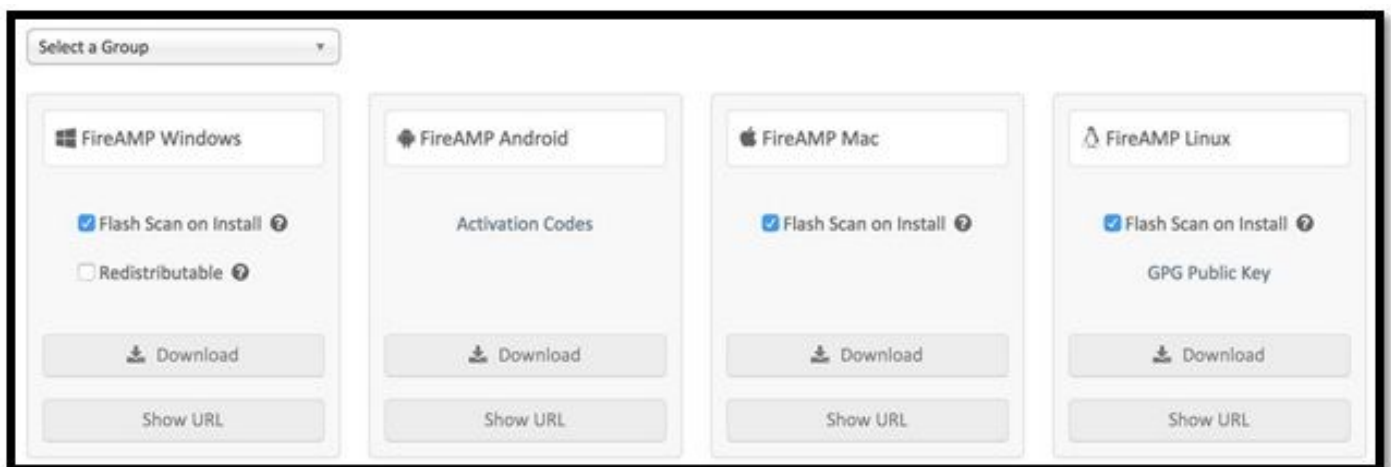 Select a Group
FireAMP Windows
Flash Scan on Install
Redistributable
Download
Show URL
FireAMP Android
Activation Codes
Download
Show URL
FireAMP Mac
Flash Scan on Install
Download
Show URL
FireAMP Linux
Flash Scan on Install
GPG Public Key
Download
Show URL